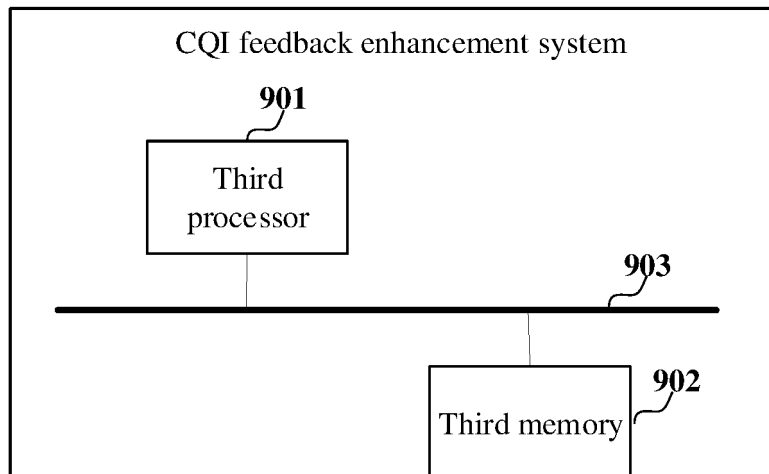 CQI feedback enhancement system
901
Third
processor
903
902
Third memory